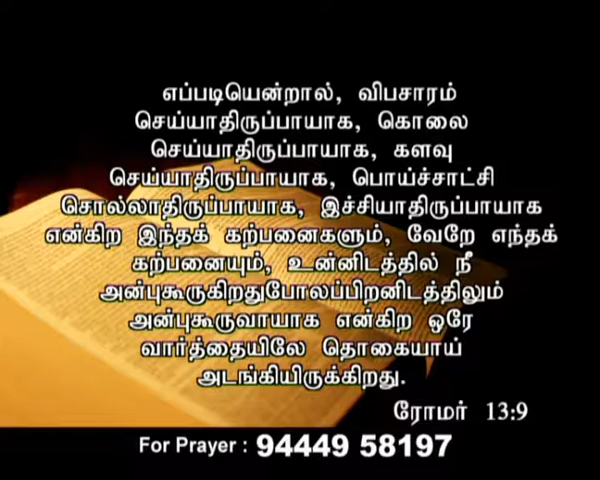 எப்படியென்றால், விபசாரம்
செய்யாதிருப்பாயாக, கொலை
செய்யாதிருப்பாயாக, களவு
செய்யாதிருப்பாயாக, பொய்ச்சாட்சி
சொல்லாதிருப்பாயாக, இச்சியாதிருப்பாயாக
என்கிற இந்தக் கற்பனைகளும், வேறே எந்தக்
கற்பனையும், உன்னிடத்தில் நீ
அன்புகூருகிறதுபோலப்பிறனிடத்திலும்
அன்புகூருவாயாக என்கிற ஒரே
வார்த்தையிலே தொகையாய்
அடங்கியிருக்கிறது.
ரோமர் 13:9
For Prayer : 94449 58197